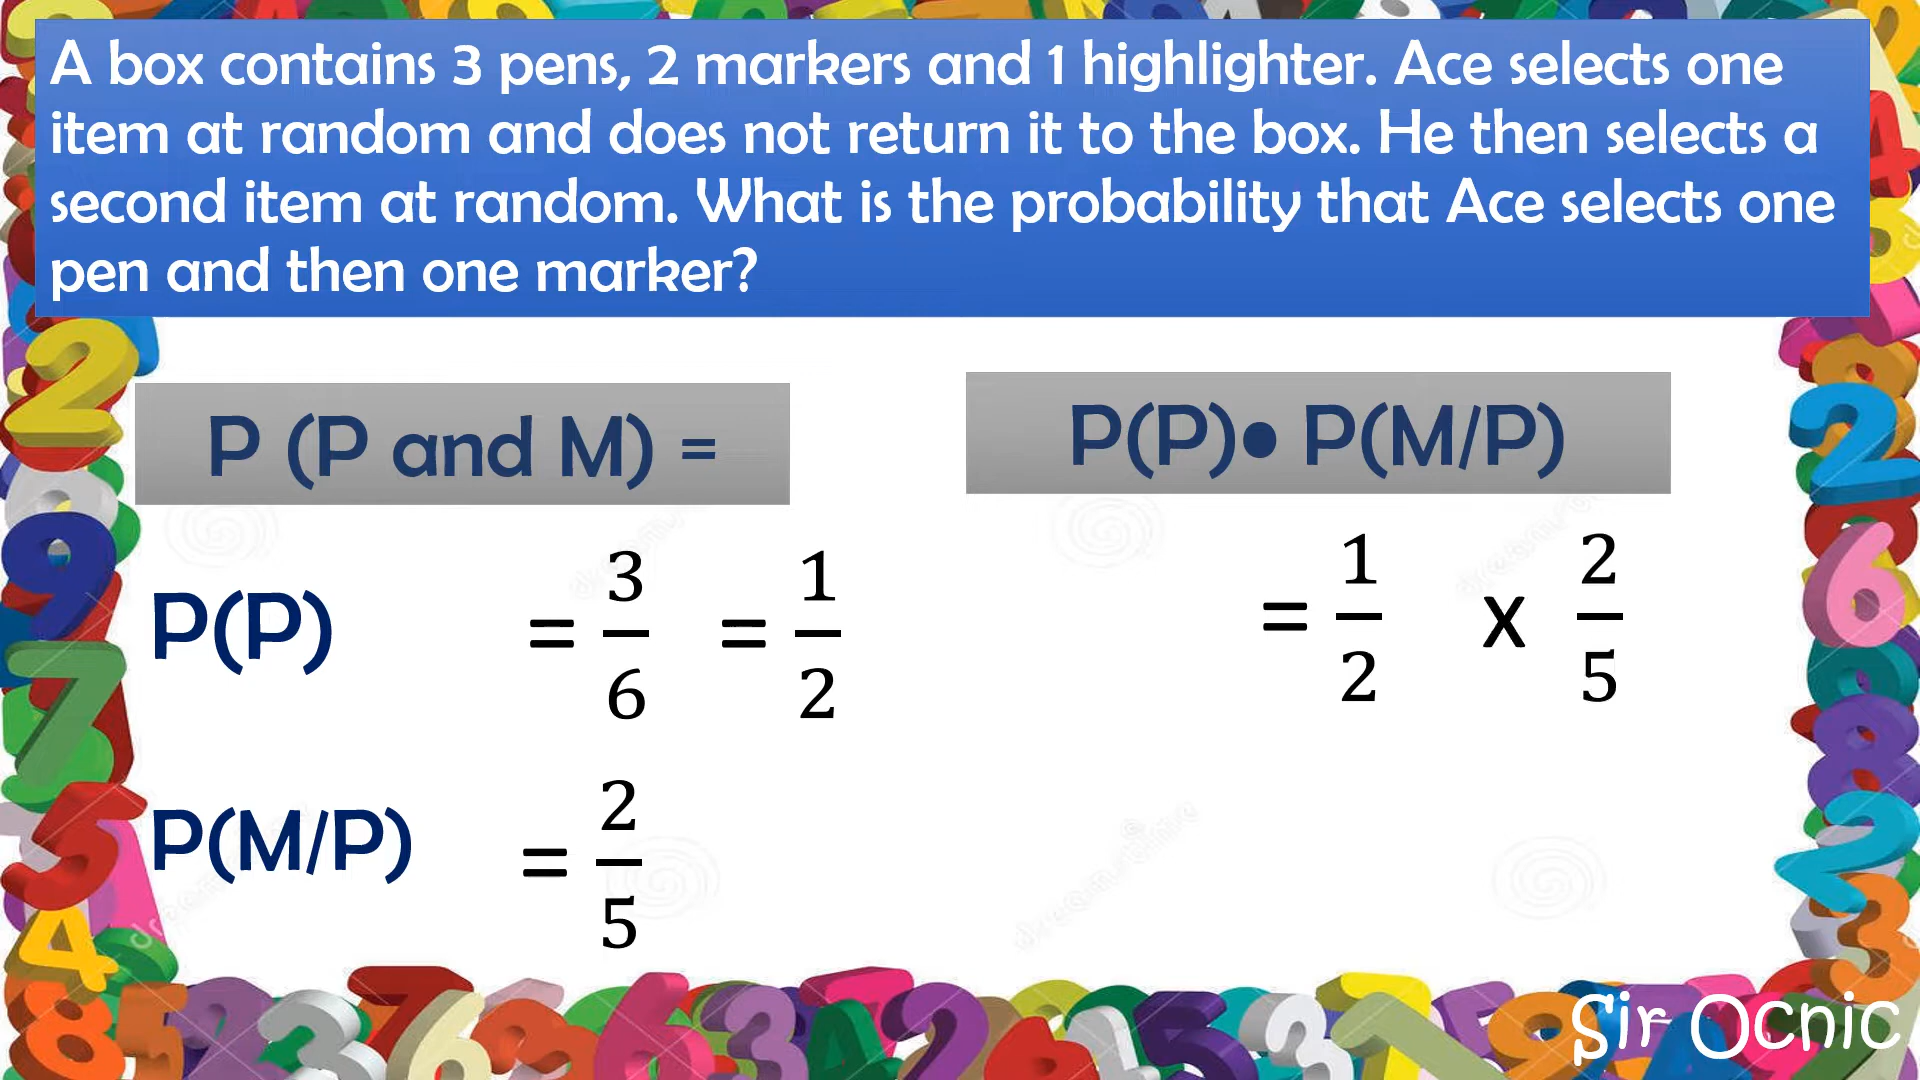 A box contains 3 pens, 2 markers and 1 highlighter. Ace selects one
item at random and does not return it to the box. He then selects a
second item at random. What is the probability that Ace selects one
pen and then one marker?
P (P and M) =
P(P)● P(M/P)
P(P) = 3/6 = 1/2
= 1/2 x 2/5
P(M/P) = 2/5
Sir Ocnic